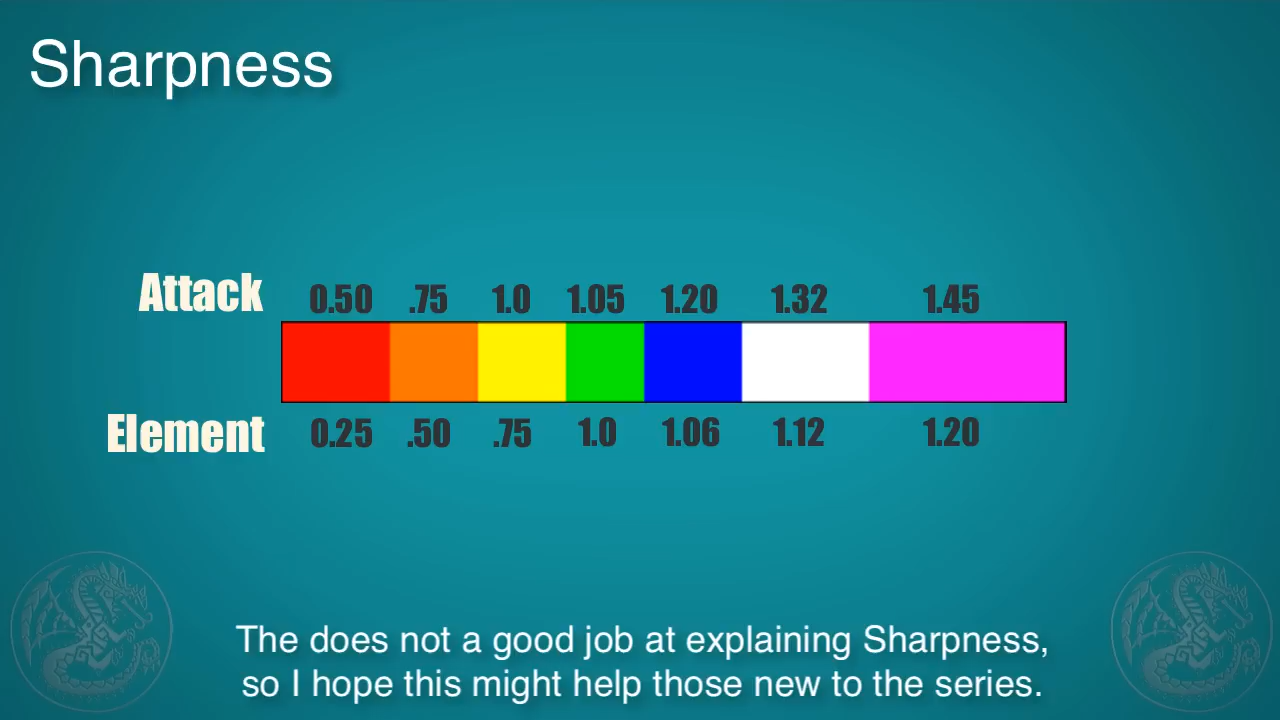 Sharpness
Attack 0.50 .75 1.0 1.05 1.20 1.32 1.45
Element 0.25 .50 .75 1.0 1.06 1.12 1.20
The does not a good job at explaining Sharpness,
so I hope this might help those new to the series.